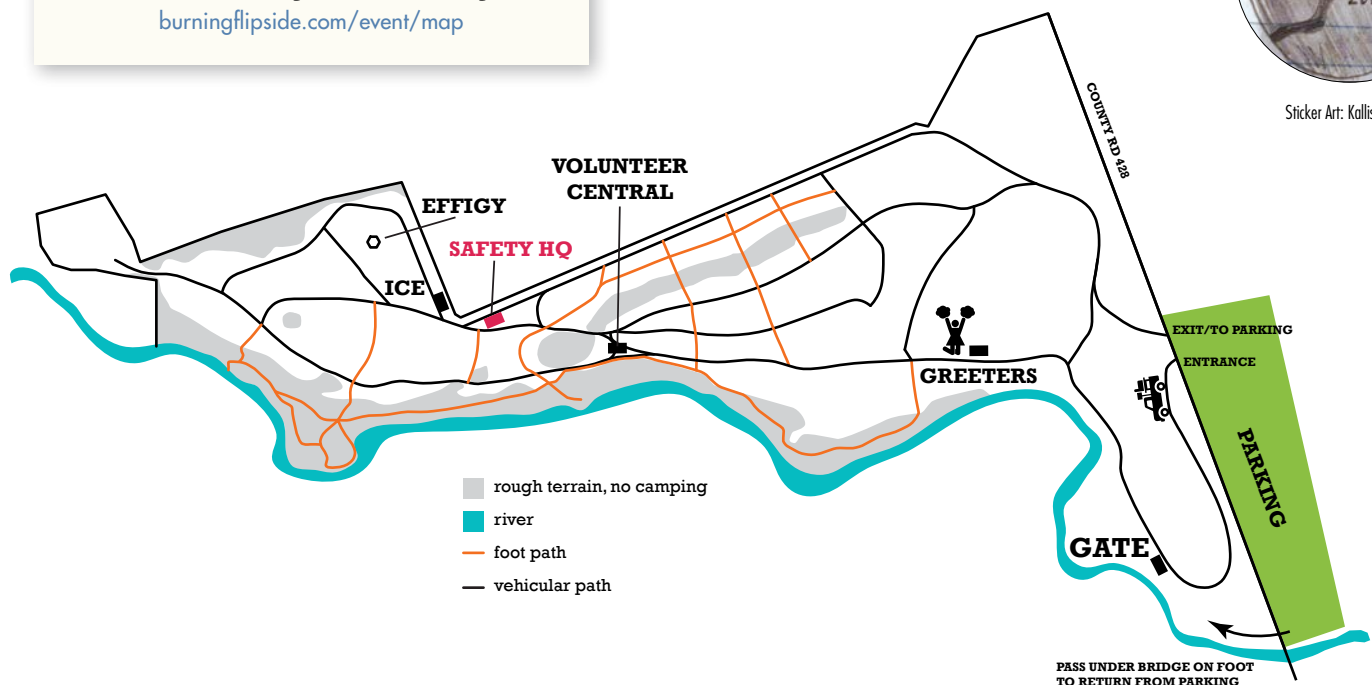 burningflipside.com/event/map
Sticker Art: Kallis
COUNTY RD 428
VOLUNTEER
CENTRAL
EFFIGY
SAFETY HQ
ICE
EXIT/TO PARKING
ENTRANCE
GREETERS
PARKING
rough terrain, no camping
river
foot path
vehicular path
GATE
PASS UNDER BRIDGE ON FOOT
TO RETURN FROM PARKING